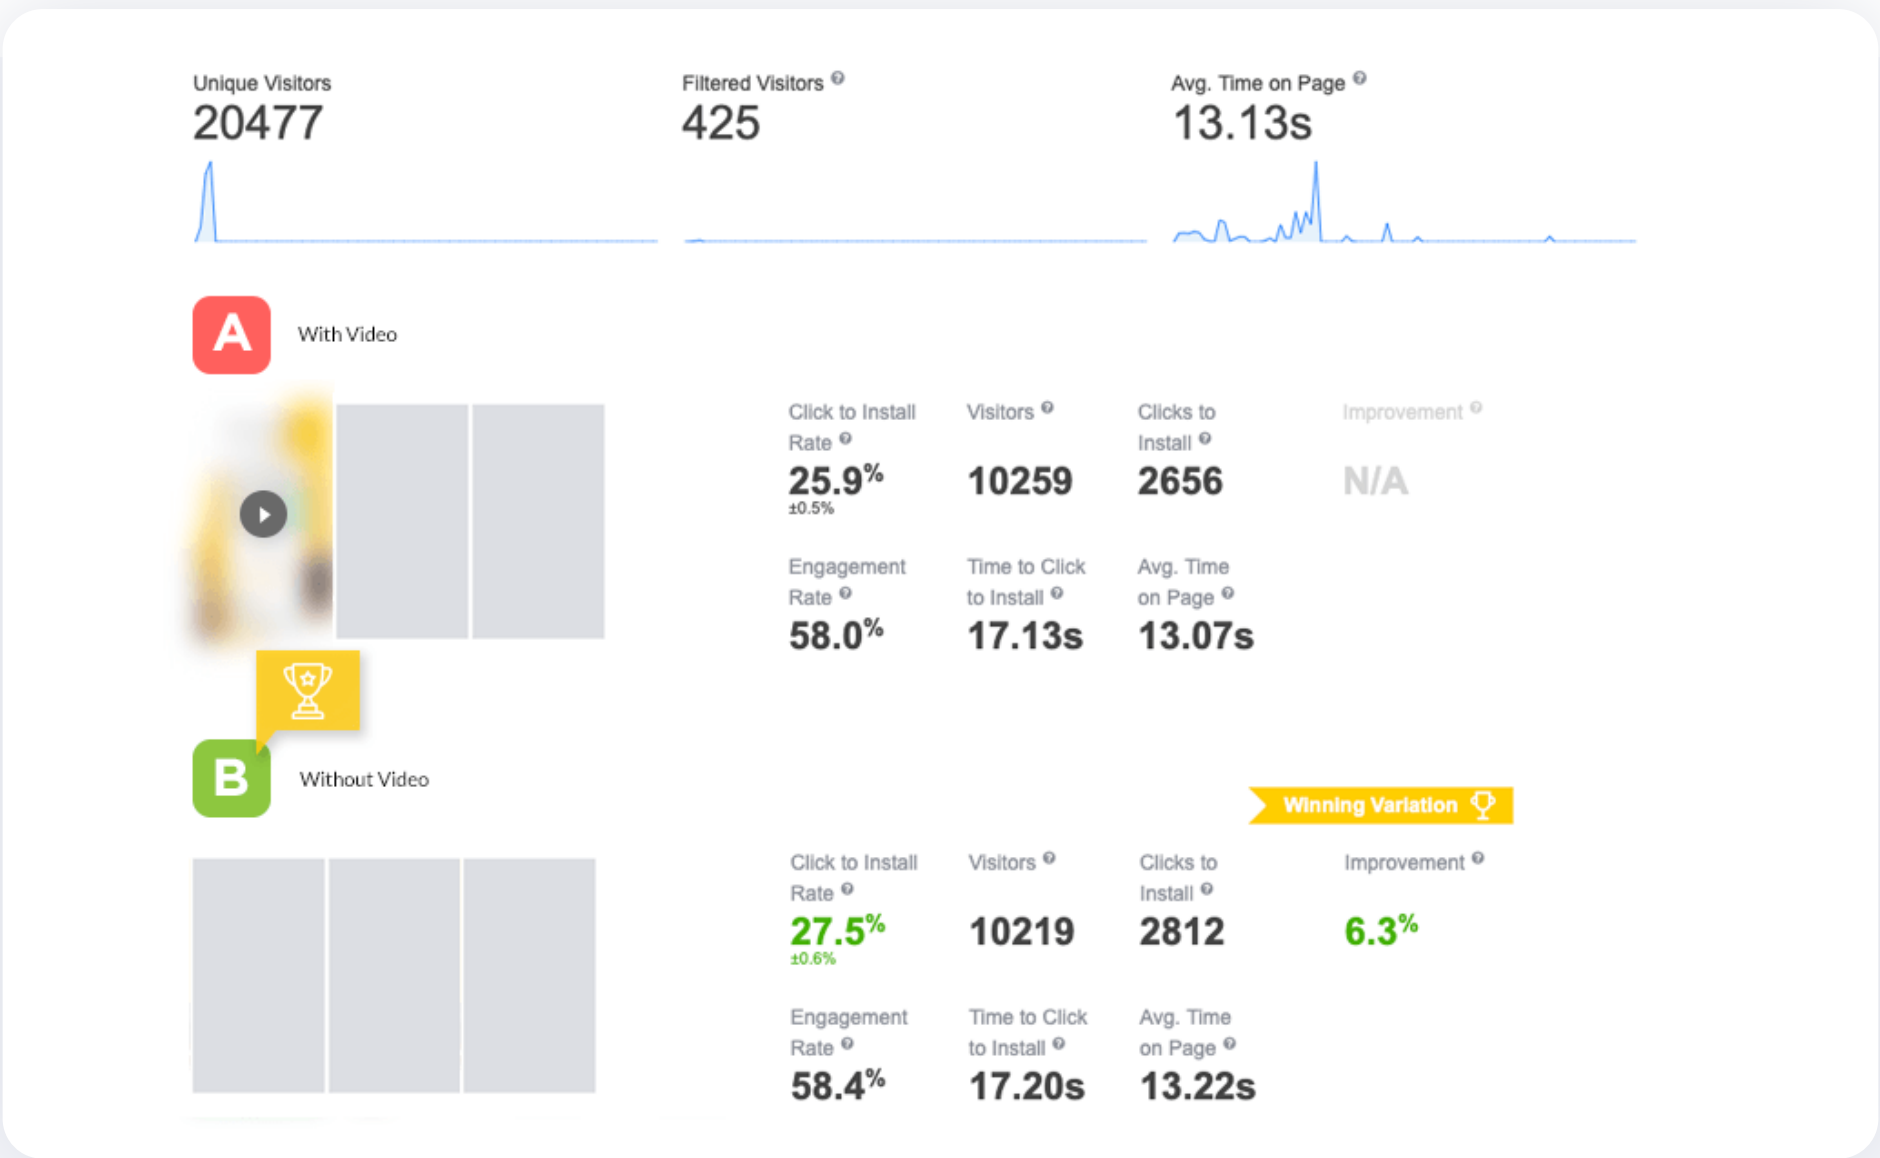 Unique Visitors
20477
Filtered Visitors ?
425
Avg. Time on Page ?
13.13s
A
With Video
Click to Install
Rate ?
25.9%
±0.5%
Visitors ?
10259
Clicks to
Install ?
2656
Improvement ?
N/A
Engagement
Rate ?
58.0%
Time to Click
to Install ?
17.13s
Avg. Time
on Page ?
13.07s
B
Without Video
Winning Variation
Click to Install
Rate ?
27.5%
±0.6%
Visitors ?
10219
Clicks to
Install ?
2812
Improvement ?
6.3%
Engagement
Rate ?
58.4%
Time to Click
to Install ?
17.20s
Avg. Time
on Page ?
13.22s